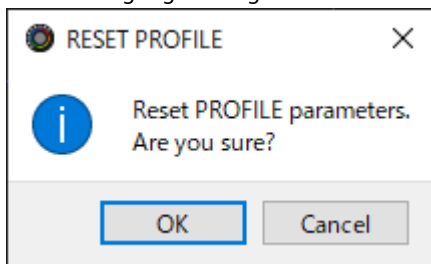 RESET PROFILE
Reset PROFILE parameters.
Are you sure?
OK
Cancel